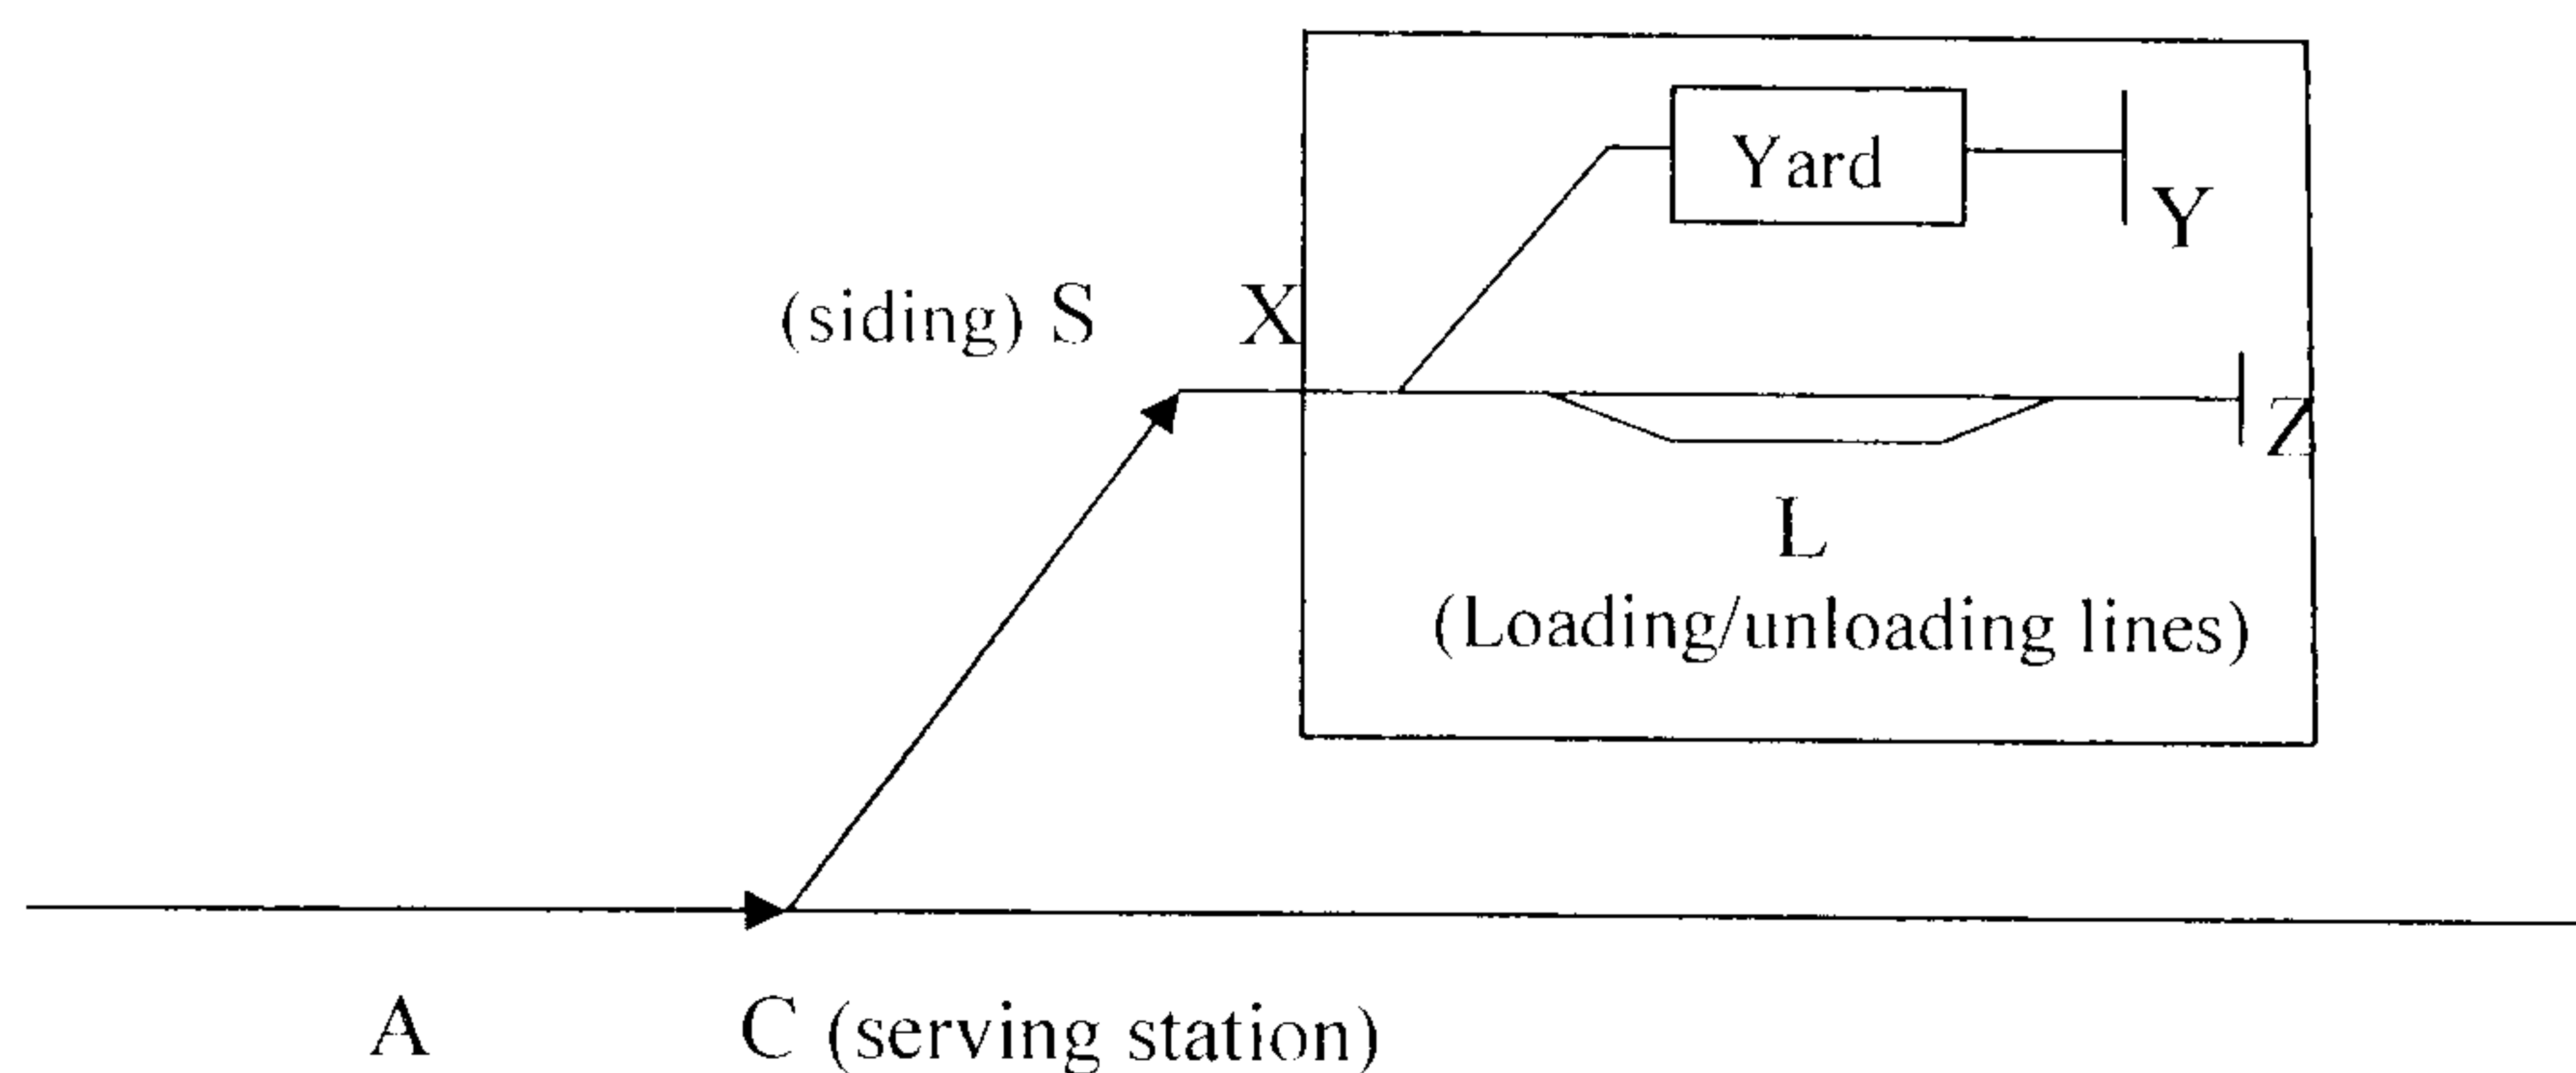 Yard
Y
(siding) S
X
Z
L
(Loading/unloading lines)
A
C (serving station)